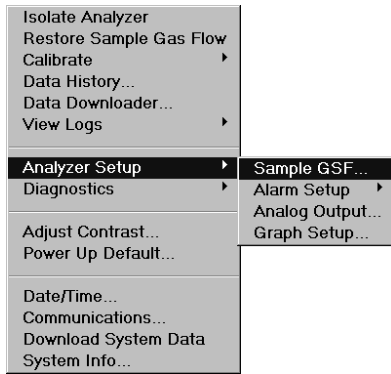 Isolate Analyzer
Restore Sample Gas Flow
Calibrate
Data History...
Data Downloader...
View Logs
Analyzer Setup
Diagnostics
Adjust Contrast...
Power Up Default...
Date/Time...
Communications...
Download System Data
System Info...
Sample GSF...
Alarm Setup
Analog Output...
Graph Setup...